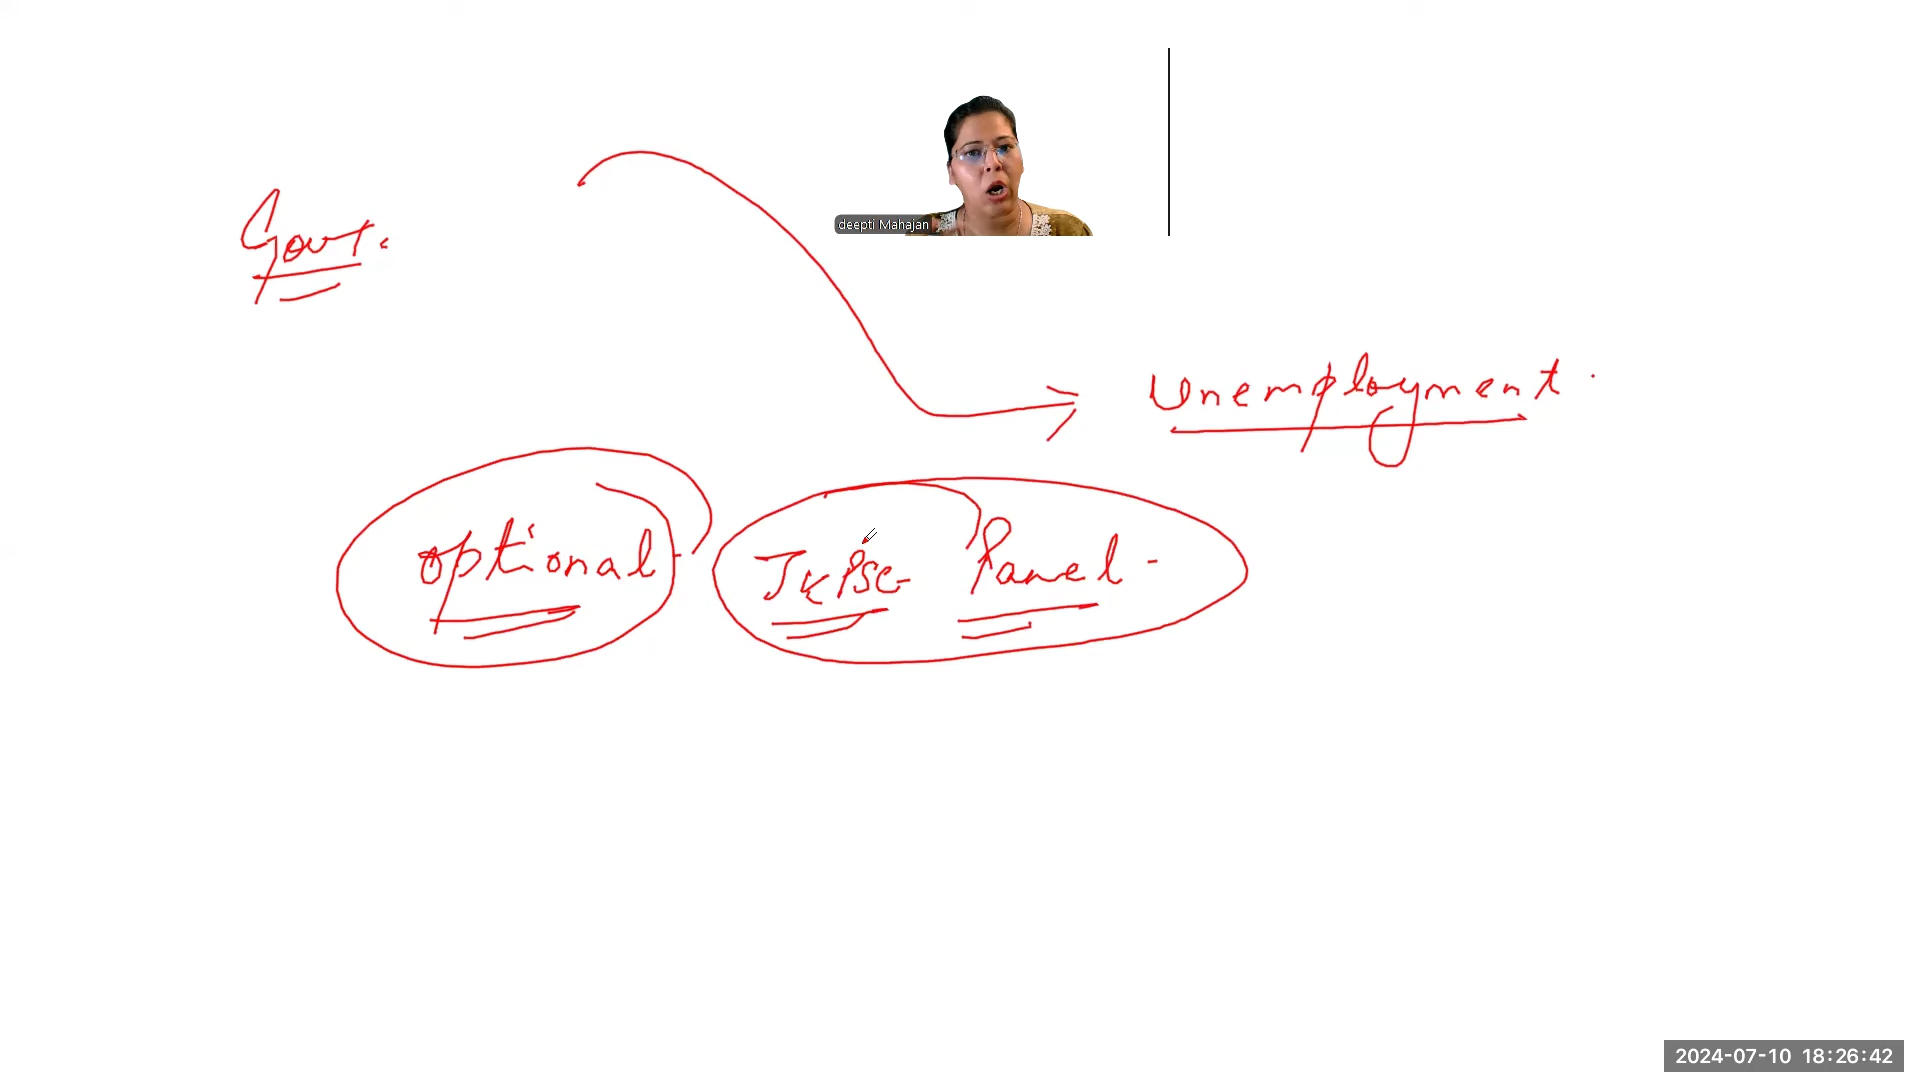 deepti Mahajan
Govt.
Unemployment.
Optional. JKPSC Panel.
2024-07-10 18:26:42